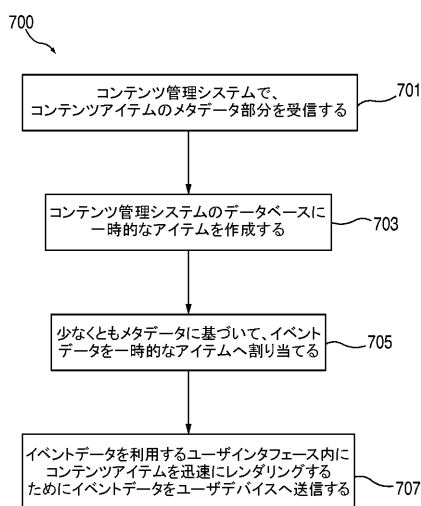 700
コンテンツ管理システムで、
コンテンツアイテムのメタデータ部分を受信する
701
コンテンツ管理システムのデータベースに
一時的なアイテムを作成する
703
少なくともメタデータに基づいて、イベント
データを一時的なアイテムへ割り当てる
705
イベントデータを利用するユーザインタフェース内に
コンテンツアイテムを迅速にレンダリングする
ためにイベントデータをユーザデバイスへ送信する
707